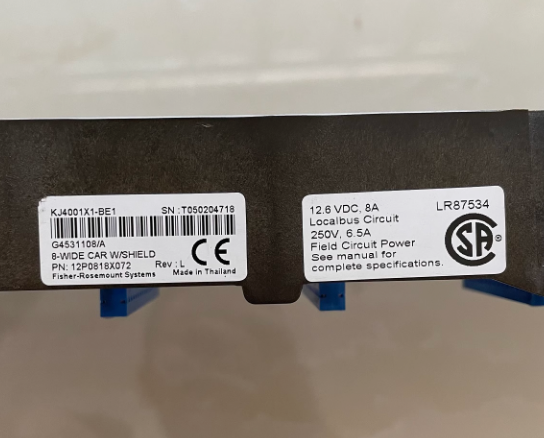 KJ4001X1-BE1 SN :T050204718
G4531108/A
8-WIDE CAR W/SHIELD
PN: 12P0818X072 Rev : L CE
Fisher-Rosemount Systems Made in Thailand
12.6 VDC, 8A LR87534
Localbus Circuit
250V, 6.5A
Field Circuit Power
See manual for
complete specifications.
SA ®